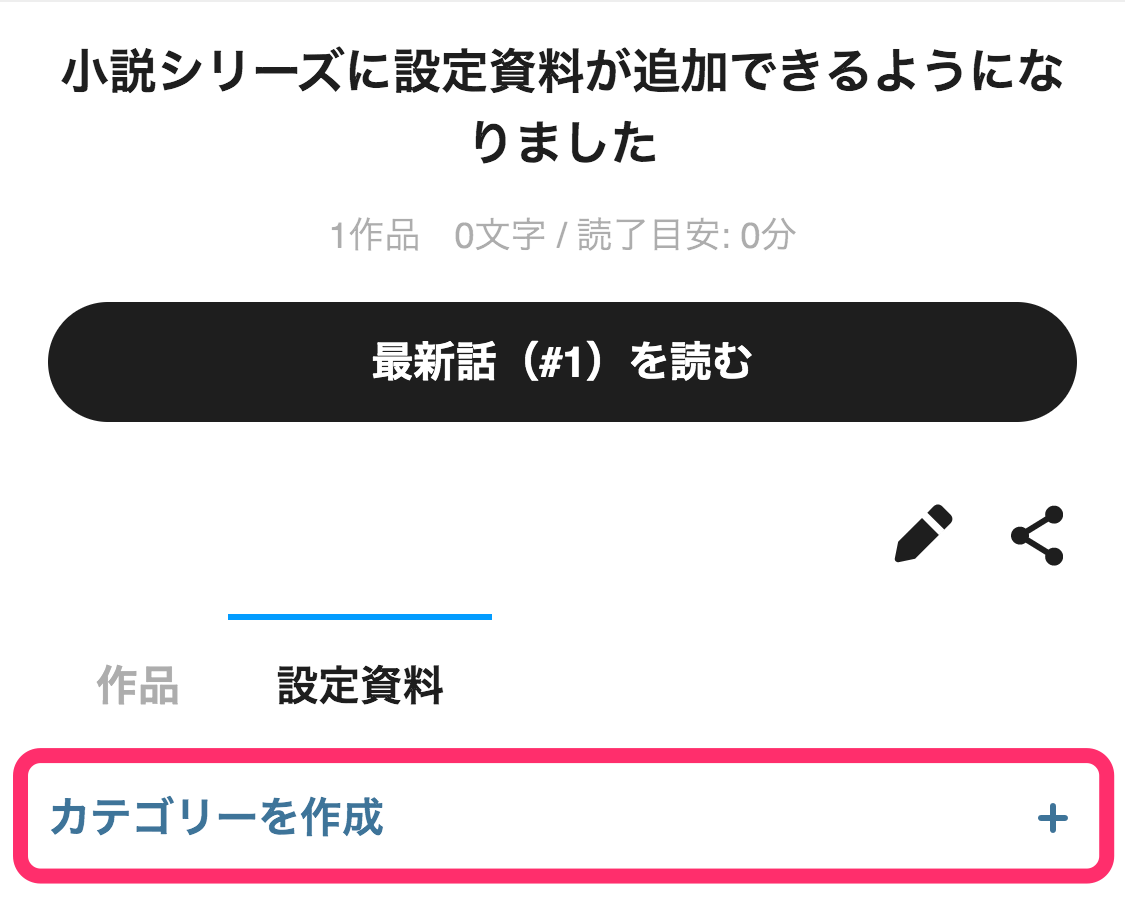 小説シリーズに設定資料が追加できるようにな
りました
1作品 0文字 / 読了目安: 0分
最新話（#1）を読む
作品 設定資料
カテゴリーを作成 +